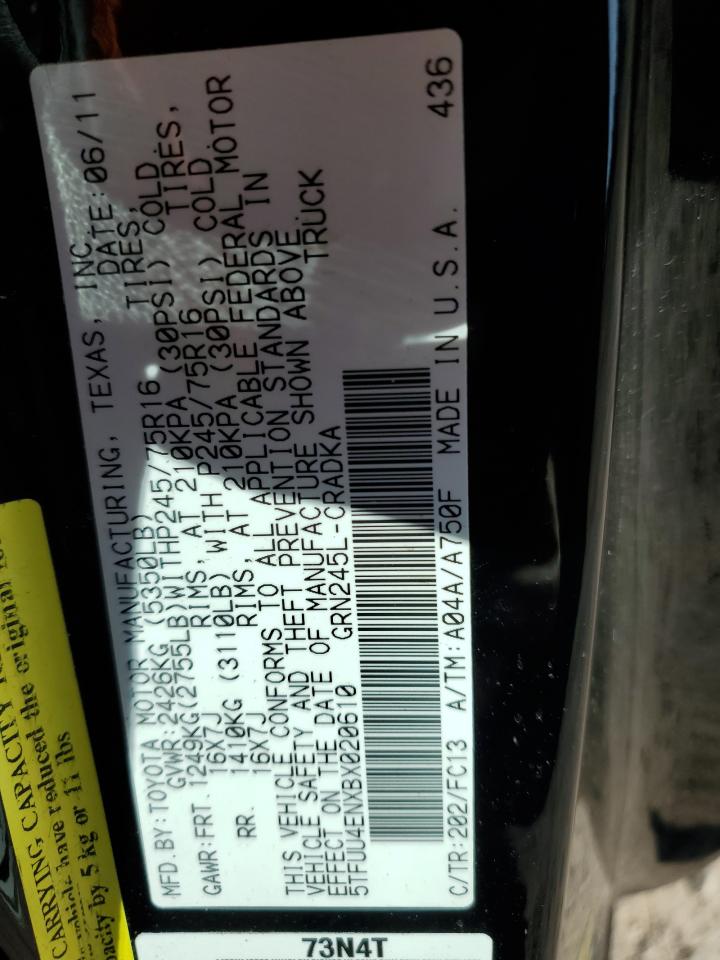 MFD.BY:TOYOTA MOTOR MANUFACTURING, TEXAS, INC.
GVWR:2426KG (5350LB) DATE:06/11
GAWR:FRT 1249KG(2755LB)WITHP245/75R16 TIRES,
16X7J RIMS, AT 210KPA (30PSI) COLD
RR. 1410KG (3110LB) WITH P245/75R16 TIRES,
16X7J RIMS, AT 210KPA (30PSI) COLD
THIS VEHICLE CONFORMS TO ALL APPLICABLE FEDERAL MOTOR
VEHICLE SAFETY AND THEFT PREVENTION STANDARDS IN
EFFECT ON THE DATE OF MANUFACTURE SHOWN ABOVE.
5TFUU4ENXBX020610 GRN245L-CRADKA TRUCK
C/TR:202/FC13 A/TM:A04A/A750F MADE IN U.S.A. 436
CARRYING CAPACITY
vehicle have reduced the original
by 5 kg or 11 lbs
73N4T